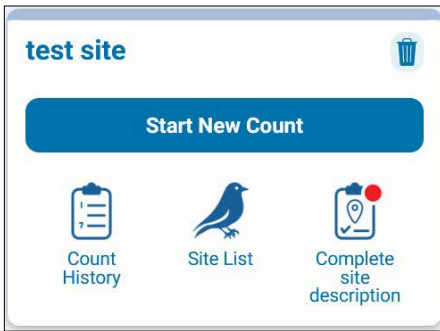 test site
Start New Count
Count
History
Site List
Complete
site
description